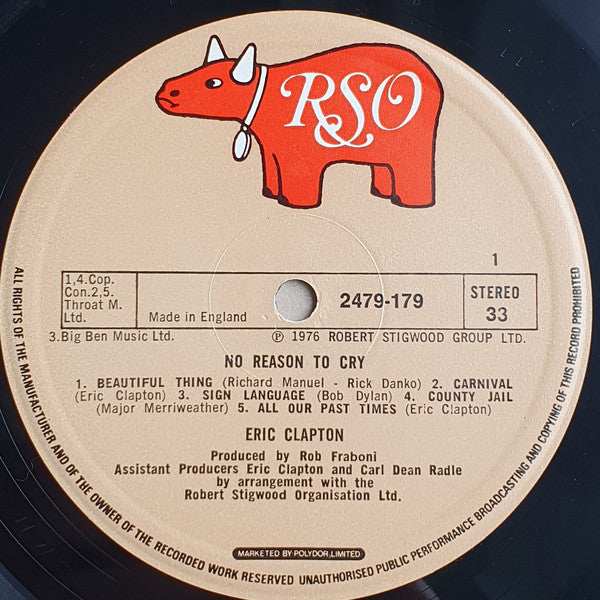 RSO
1
1,4.Cop.
Con.2,5.
Throat M.
Ltd.
Made in England
2479-179
STEREO
33
3.Big Ben Music Ltd.
Ⓟ 1976 ROBERT STIGWOOD GROUP LTD.
NO REASON TO CRY
1. BEAUTIFUL THING (Richard Manuel - Rick Danko) 2. CARNIVAL
(Eric Clapton) 3. SIGN LANGUAGE (Bob Dylan) 4. COUNTY JAIL
(Major Merriweather) 5. ALL OUR PAST TIMES (Eric Clapton)
ERIC CLAPTON
Produced by Rob Fraboni
Assistant Producers Eric Clapton and Carl Dean Radle
by arrangement with the
Robert Stigwood Organisation Ltd.
MARKETED BY POLYDOR, LIMITED
ALL RIGHTS OF THE MANUFACTURER AND OF THE OWNER OF THE RECORDED WORK RESERVED UNAUTHORISED PUBLIC PERFORMANCE BROADCASTING AND COPYING OF THIS RECORD PROHIBITED